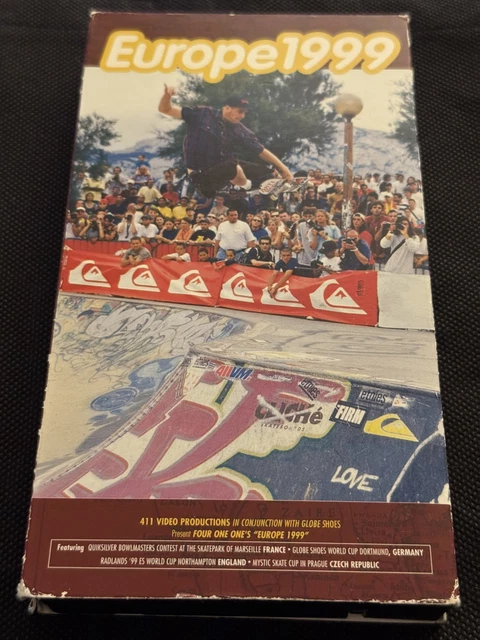 Europe1999
CLiCHé
SKATEBOARDS
etnies
FIRM
LOVE
411 VIDEO PRODUCTIONS IN CONJUNCTION WITH GLOBE SHOES
Present FOUR ONE ONE'S "EUROPE 1999"
Featuring QUIKSILVER BOWLMASTERS CONTEST AT THE SKATEPARK OF MARSEILLE FRANCE • GLOBE SHOES WORLD CUP DORTMUND, GERMANY
RADLANDS '99 ES WORLD CUP NORTHAMPTON ENGLAND • MYSTIC SKATE CUP IN PRAGUE CZECH REPUBLIC